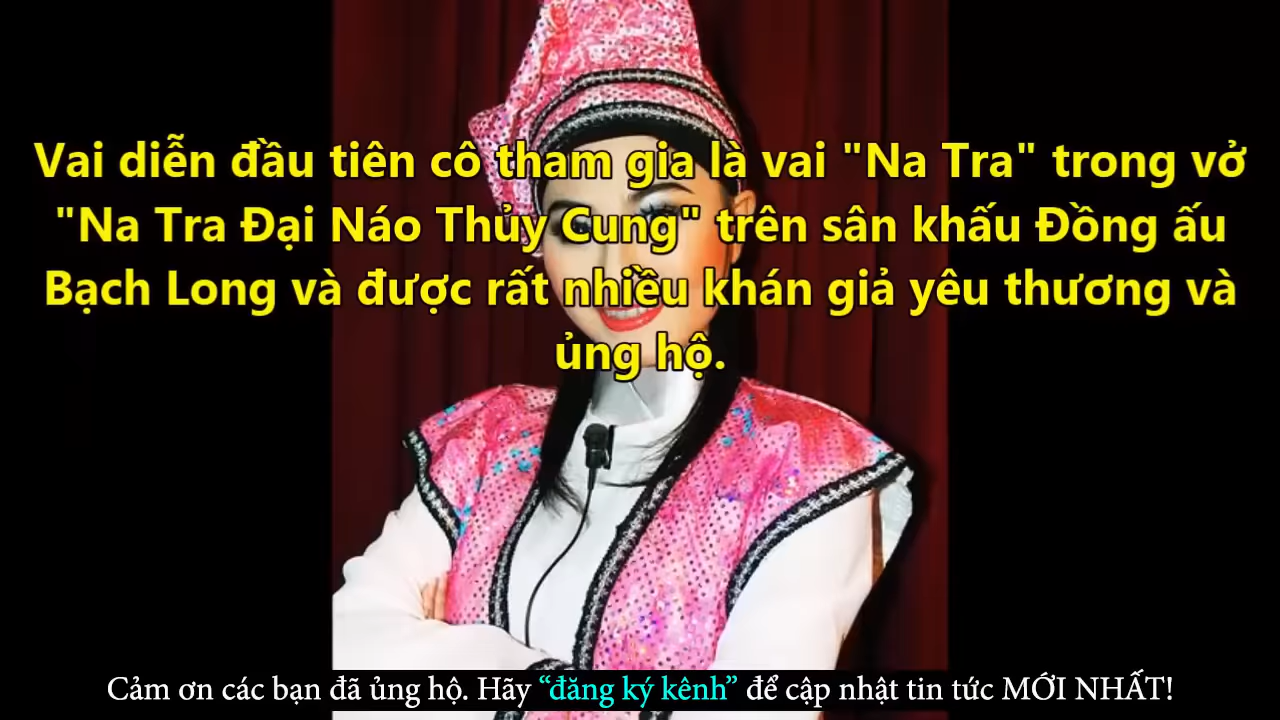 Vai diễn đầu tiên cô tham gia là vai "Na Tra" trong vở
"Na Tra Đại Náo Thủy Cung" trên sân khấu Đồng ấu
Bạch Long và được rất nhiều khán giả yêu thương và
ủng hộ.
Cảm ơn các bạn đã ủng hộ. Hãy “đăng ký kênh” để cập nhật tin tức MỚI NHẤT!